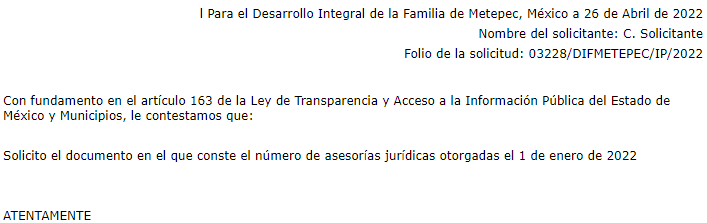 l Para el Desarrollo Integral de la Familia de Metepec, México a 26 de Abril de 2022
Nombre del solicitante: C. Solicitante
Folio de la solicitud: 03228/DIFMETEPEC/IP/2022
Con fundamento en el artículo 163 de la Ley de Transparencia y Acceso a la Información Pública del Estado de
México y Municipios, le contestamos que:
Solicito el documento en el que conste el número de asesorías jurídicas otorgadas el 1 de enero de 2022
ATENTAMENTE